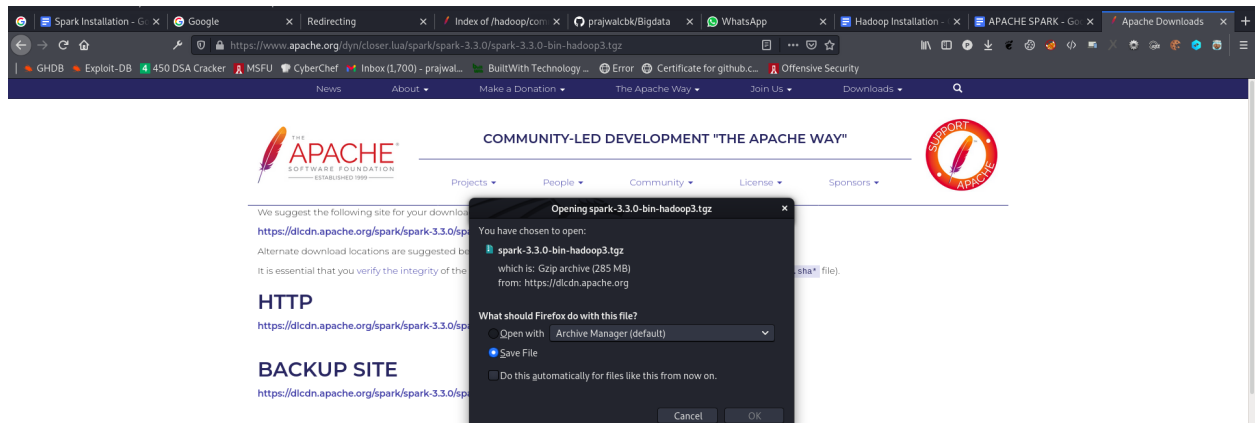 Spark Installation - Go
Google
Redirecting
Index of /hadoop/com
prajwalcbk/Bigdata
WhatsApp
Hadoop Installation -
APACHE SPARK - Goo
Apache Downloads
https://www.apache.org/dyn/closer.lua/spark/spark-3.3.0/spark-3.3.0-bin-hadoop3.tgz
GHDB
Exploit-DB
450 DSA Cracker
MSFU
CyberChef
Inbox (1,700) - prajwal...
BuiltWith Technology ...
Error
Certificate for github.c...
Offensive Security
News
About
Make a Donation
The Apache Way
Join Us
Downloads
THE
APACHE
SOFTWARE FOUNDATION
ESTABLISHED 1999
COMMUNITY-LED DEVELOPMENT "THE APACHE WAY"
SUPPORT
APACHE
Projects
People
Community
License
Sponsors
We suggest the following site for your downloa
https://dlcdn.apache.org/spark/spark-3.3.0/spa
Alternate download locations are suggested be
It is essential that you verify the integrity of the
.sha* file).
HTTP
https://dlcdn.apache.org/spark/spark-3.3.0/spa
BACKUP SITE
https://dlcdn.apache.org/spark/spark-3.3.0/spa
Opening spark-3.3.0-bin-hadoop3.tgz
You have chosen to open:
spark-3.3.0-bin-hadoop3.tgz
which is: Gzip archive (285 MB)
from: https://dlcdn.apache.org
What should Firefox do with this file?
Open with
Archive Manager (default)
Save File
Do this automatically for files like this from now on.
Cancel
OK